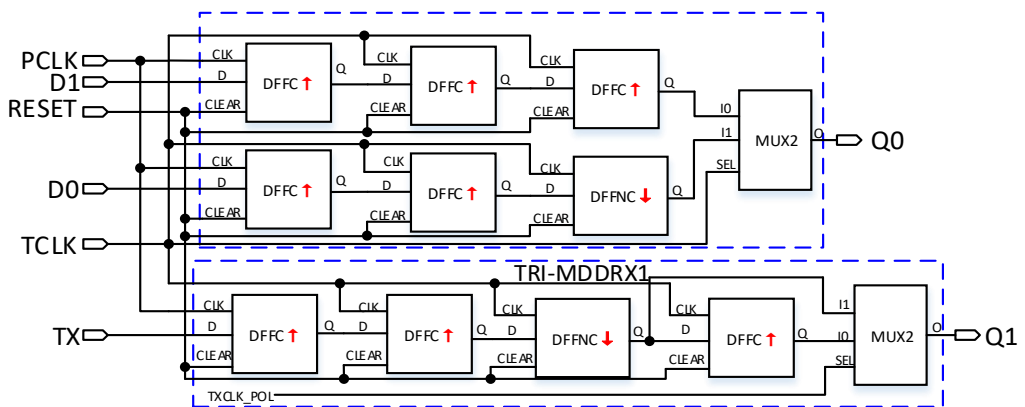 CLK
CLK
CLK
PCLK
D1
D
DFFC ↑
Q
D
DFFC ↑
Q
D
DFFC ↑
Q
I0
RESET
CLEAR
CLEAR
CLEAR
I1
MUX2
O
Q0
CLK
CLK
CLK
SEL
D0
D
DFFC ↑
Q
D
DFFC ↑
Q
D
DFFNC ↓
Q
CLEAR
CLEAR
CLEAR
TCLK
TRI-MDDRX1
CLK
CLK
CLK
CLK
I1
TX
D
DFFC ↑
Q
D
DFFC ↑
Q
D
DFFNC ↓
Q
D
DFFC ↑
Q
I0
MUX2
O
Q1
CLEAR
CLEAR
CLEAR
CLEAR
SEL
TXCLK_POL